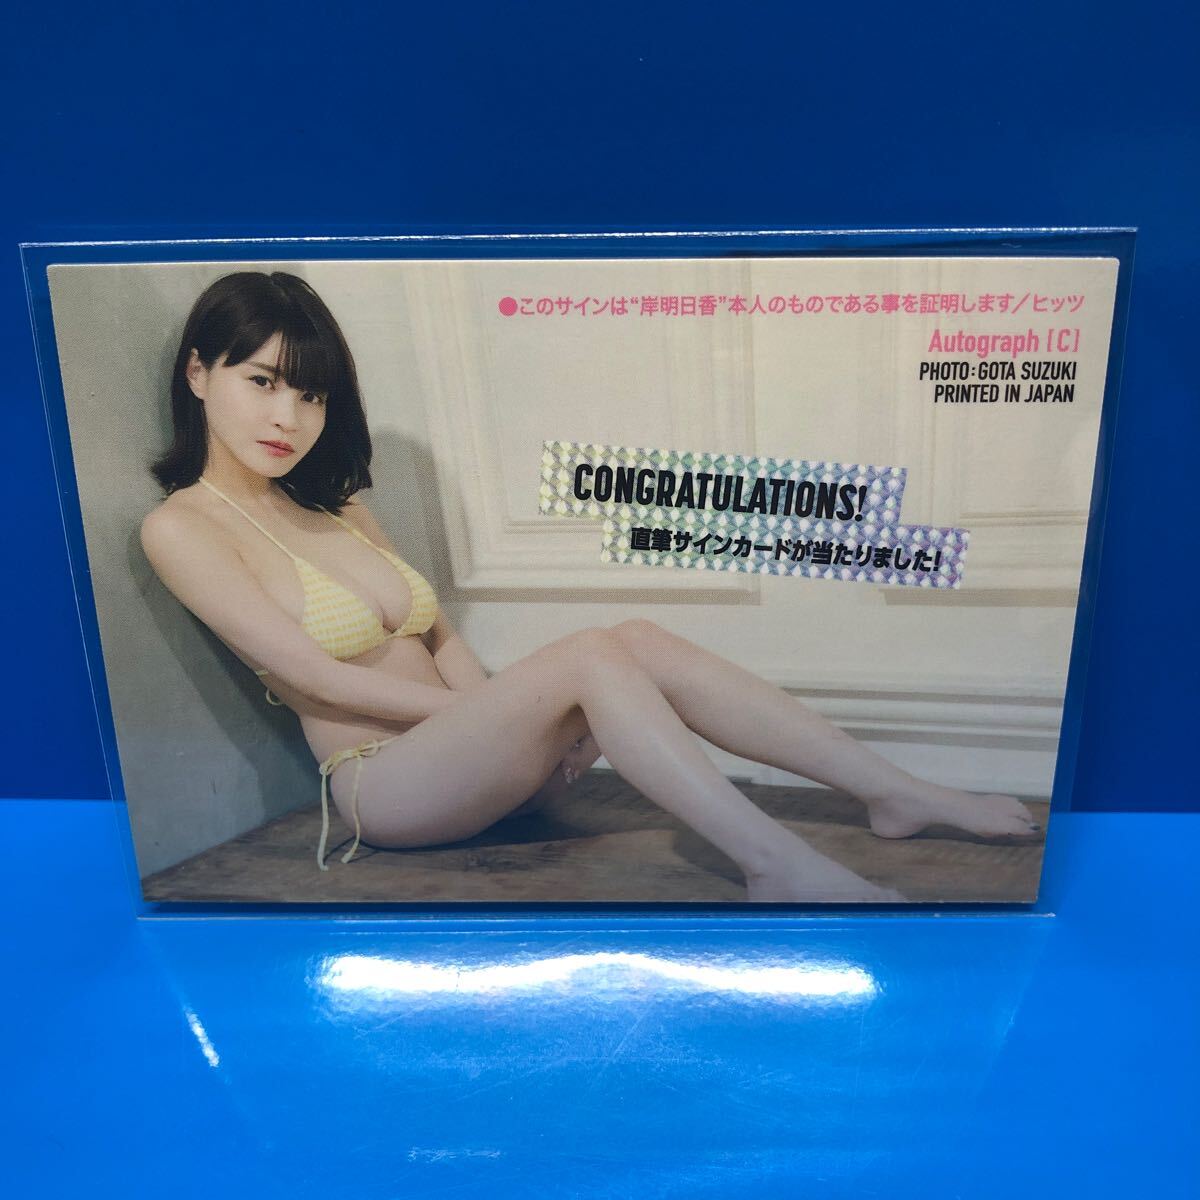 ●このサインは“岸明日香”本人のものである事を証明します/ヒッツ
Autograph [C]
PHOTO:GOTA SUZUKI
PRINTED IN JAPAN
CONGRATULATIONS!
直筆サインカードが当たりました!